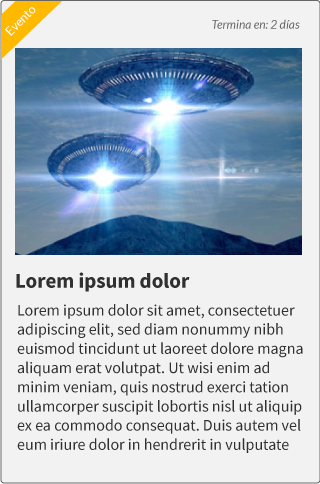 Evento
Termina en: 2 días
Lorem ipsum dolor
Lorem ipsum dolor sit amet, consectetuer
adipiscing elit, sed diam nonummy nibh
euismod tincidunt ut laoreet dolore magna
aliquam erat volutpat. Ut wisi enim ad
minim veniam, quis nostrud exerci tation
ullamcorper suscipit lobortis nisl ut aliquip
ex ea commodo consequat. Duis autem vel
eum iriure dolor in hendrerit in vulputate